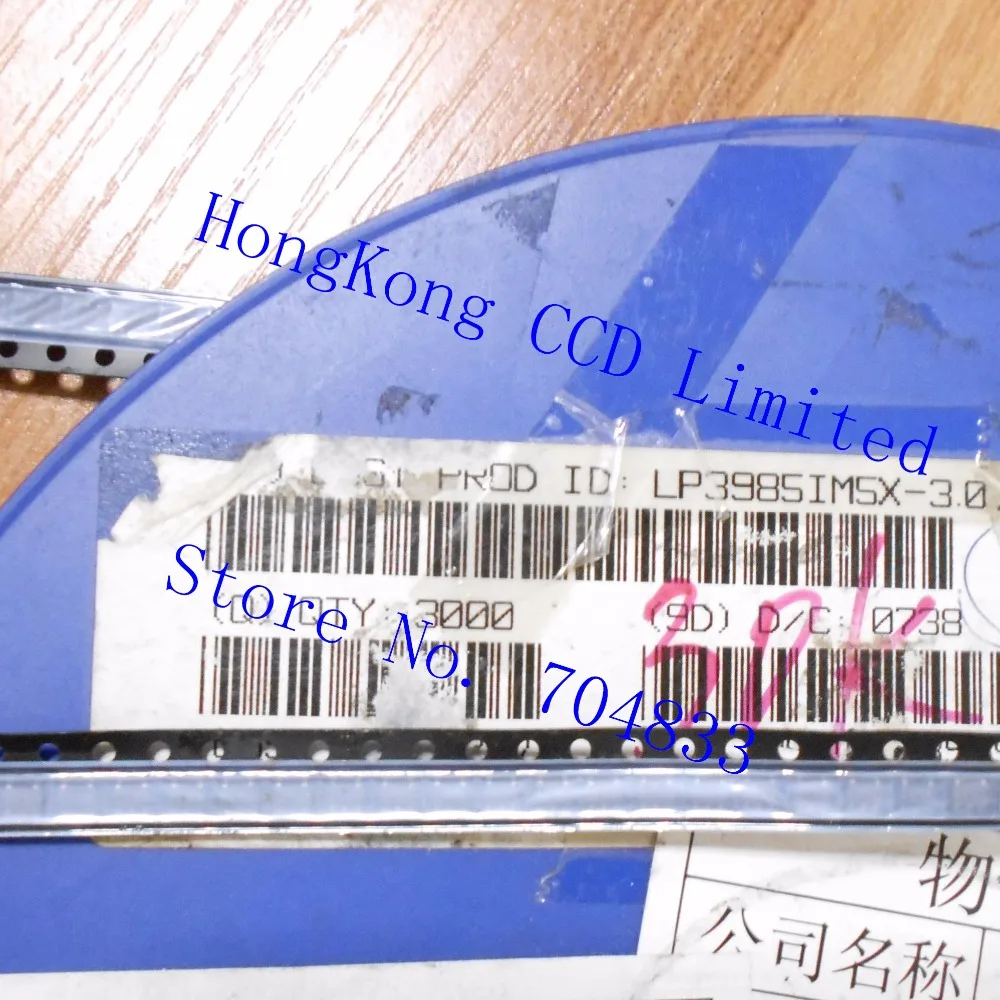 HongKong CCD Limited
PROD ID: LP3985IM5X-3.0
Store No. 704833
(Q) QTY 3000 (9D) D/C: 0738
30K
物
公司名称